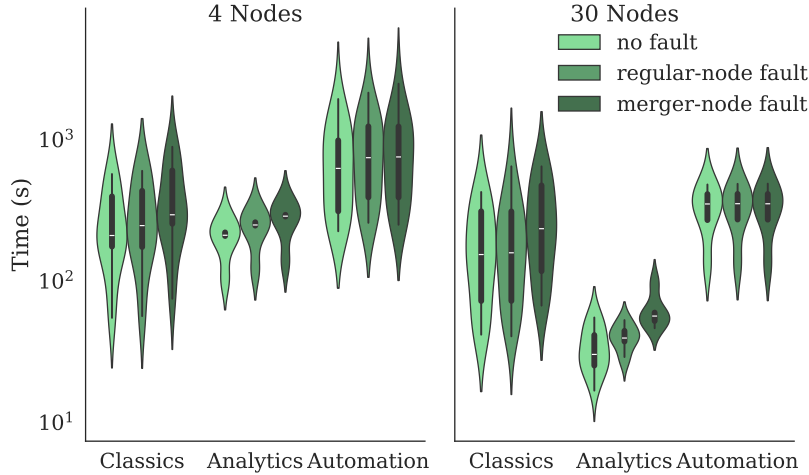 4 Nodes
30 Nodes
no fault
regular-node fault
merger-node fault
Time (s)
10³
10²
10¹
Classics Analytics Automation
Classics Analytics Automation